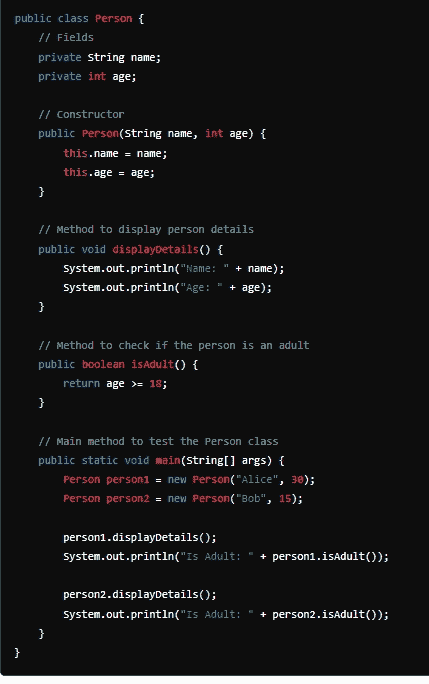 public class Person {
    // Fields
    private String name;
    private int age;

    // Constructor
    public Person(String name, int age) {
        this.name = name;
        this.age = age;
    }

    // Method to display person details
    public void displayDetails() {
        System.out.println("Name: " + name);
        System.out.println("Age: " + age);
    }

    // Method to check if the person is an adult
    public boolean isAdult() {
        return age >= 18;
    }

    // Main method to test the Person class
    public static void main(String[] args) {
        Person person1 = new Person("Alice", 30);
        Person person2 = new Person("Bob", 15);

        person1.displayDetails();
        System.out.println("Is Adult: " + person1.isAdult());

        person2.displayDetails();
        System.out.println("Is Adult: " + person2.isAdult());
    }
}